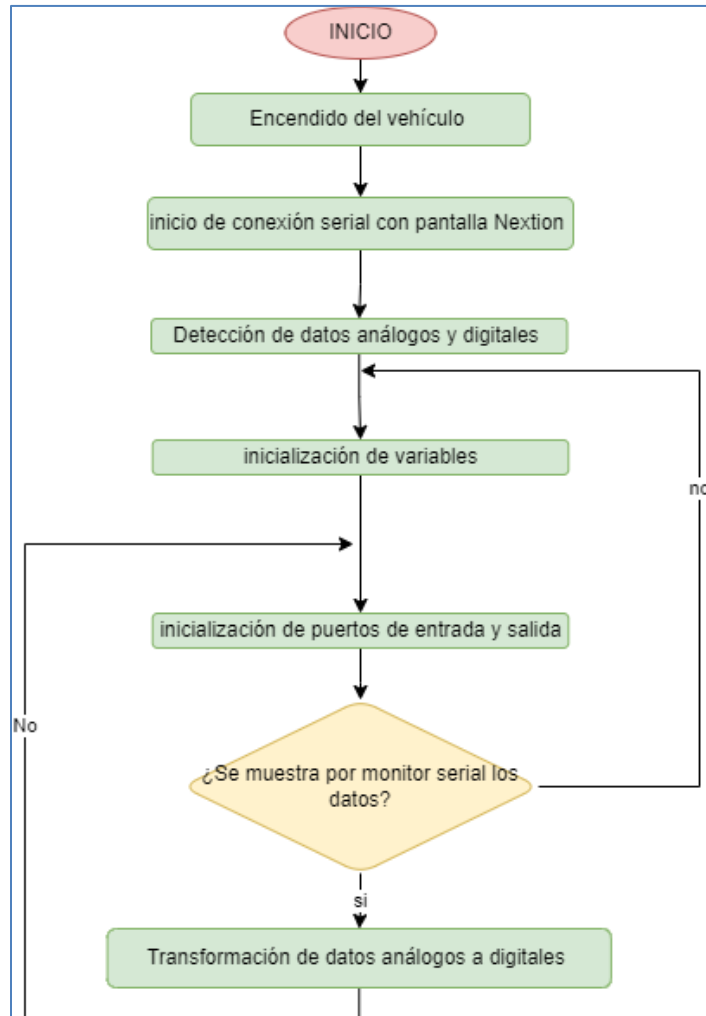 INICIO
Encendido del vehículo
inicio de conexión serial con pantalla Nextion
Detección de datos análogos y digitales
inicialización de variables
no
inicialización de puertos de entrada y salida
No
¿Se muestra por monitor serial los
datos?
si
Transformación de datos análogos a digitales